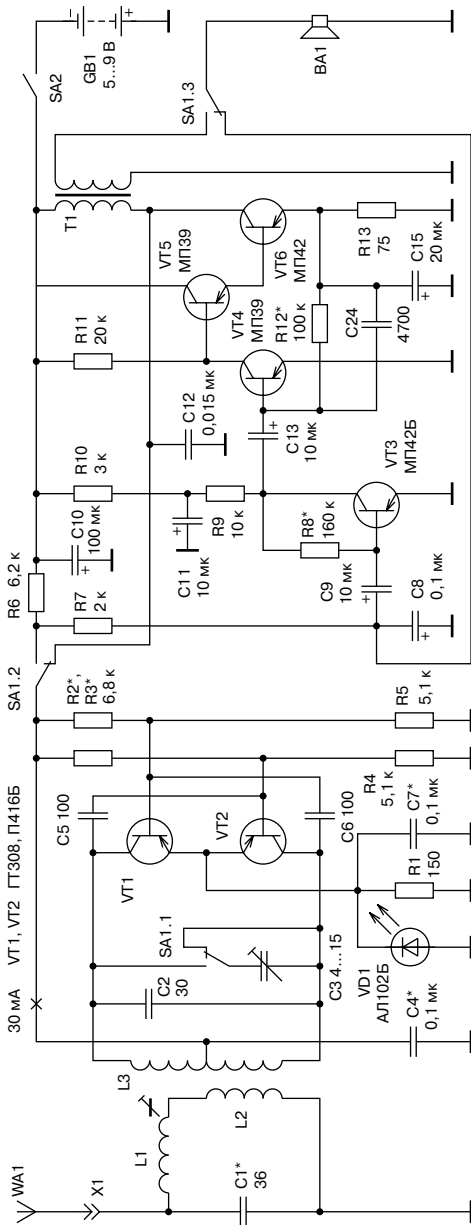 WA1
X1
L1
C1*
36
L2
L3
30 мА
VT1, VT2   ГТ308, П416Б
C2
30
SA1.1
C3 4...15
C4*
0,1 мк
VD1
АЛ102Б
R1
150
C7*
0,1 мк
C5 100
VT1
VT2
C6 100
R2*,
R3*
6,8 к
R4
5,1 к
R5
5,1 к
SA1.2
R6
6,2 к
R7
2 к
C10
100 мк
R10
3 к
C11
10 мк
R9
10 к
R8*
160 к
C9
10 мк
C8
0,1 мк
VT3
МП42Б
C12
0,015 мк
C13
10 мк
R11
20 к
VT4
МП39
VT5
МП39
VT6
МП42
R12*
100 к
C24
4700
R13
75
C15
20 мк
T1
SA1.3
SA2
GB1
5...9 В
BA1